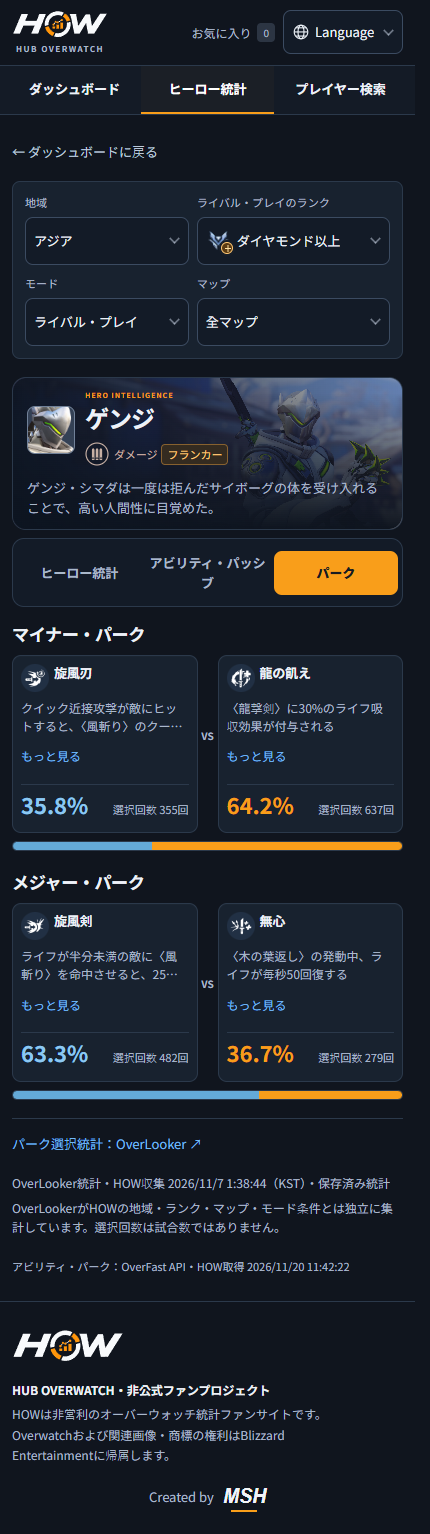 HOW
HUB OVERWATCH
お気に入り 0
Language
ダッシュボード
ヒーロー統計
プレイヤー検索
← ダッシュボードに戻る
地域
ライバル・プレイのランク
アジア
ダイヤモンド以上
モード
マップ
ライバル・プレイ
全マップ
HERO INTELLIGENCE
ゲンジ
ダメージ フランカー
ゲンジ・シマダは一度は拒んだサイボーグの体を受け入れる
ことで、高い人間性に目覚めた。
ヒーロー統計
アビリティ・パッシ
ブ
パーク
マイナー・パーク
旋風刃
クイック近接攻撃が敵にヒッ
トすると、〈風斬り〉のクー…
もっと見る
35.8% 選択回数 355回
VS
龍の飢え
〈龍撃剣〉に30%のライフ吸
収効果が付与される
もっと見る
64.2% 選択回数 637回
メジャー・パーク
旋風剣
ライフが半分未満の敵に〈風
斬り〉を命中させると、25…
もっと見る
63.3% 選択回数 482回
VS
無心
〈木の葉返し〉の発動中、ラ
イフが毎秒50回復する
もっと見る
36.7% 選択回数 279回
パーク選択統計：OverLooker ↗
OverLooker統計・HOW収集 2026/11/7 1:38:44（KST）・保存済み統計
OverLookerがHOWの地域・ランク・マップ・モード条件とは独立に集
計しています。選択回数は試合数ではありません。
アビリティ・パーク：OverFast API・HOW取得 2026/11/20 11:42:22
HOW
HUB OVERWATCH・非公式ファンプロジェクト
HOWは非営利のオーバーウォッチ統計ファンサイトです。
Overwatchおよび関連画像・商標の権利はBlizzard
Entertainmentに帰属します。
Created by MSH